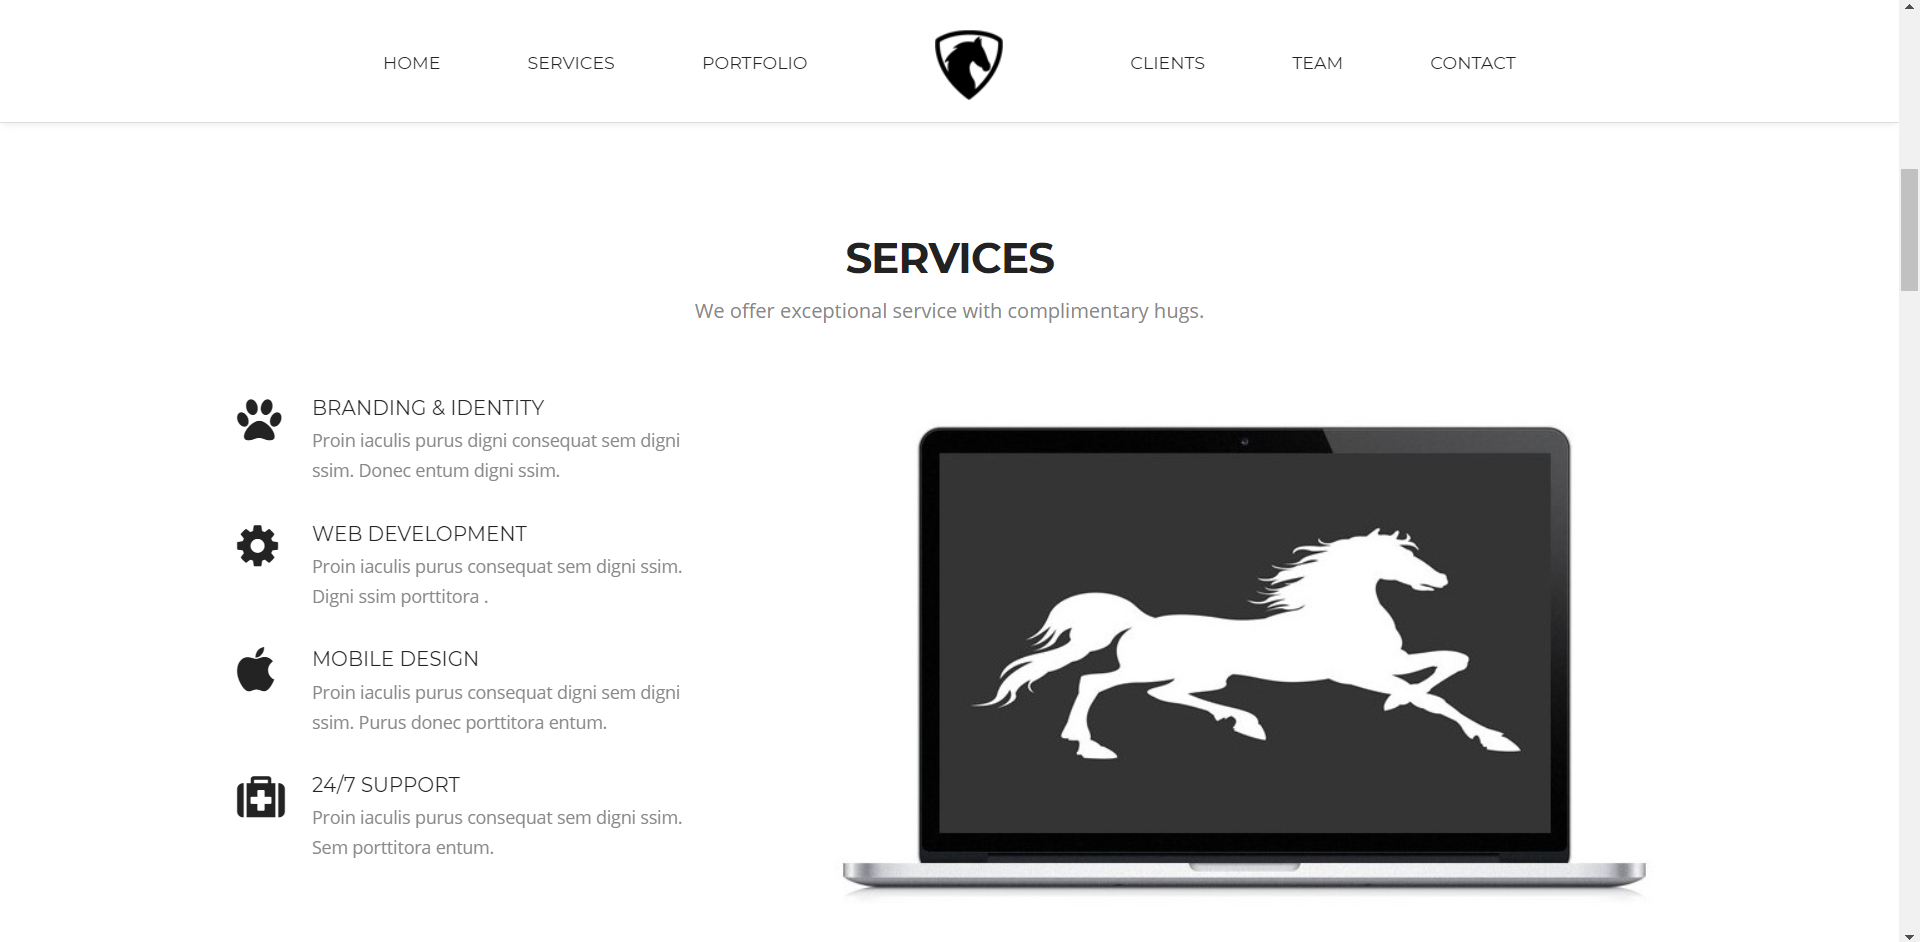 HOME SERVICES PORTFOLIO CLIENTS TEAM CONTACT
SERVICES
We offer exceptional service with complimentary hugs.
BRANDING & IDENTITY
Proin iaculis purus digni consequat sem digni
ssim. Donec entum digni ssim.
WEB DEVELOPMENT
Proin iaculis purus consequat sem digni ssim.
Digni ssim porttitora .
MOBILE DESIGN
Proin iaculis purus consequat digni sem digni
ssim. Purus donec porttitora entum.
24/7 SUPPORT
Proin iaculis purus consequat sem digni ssim.
Sem porttitora entum.